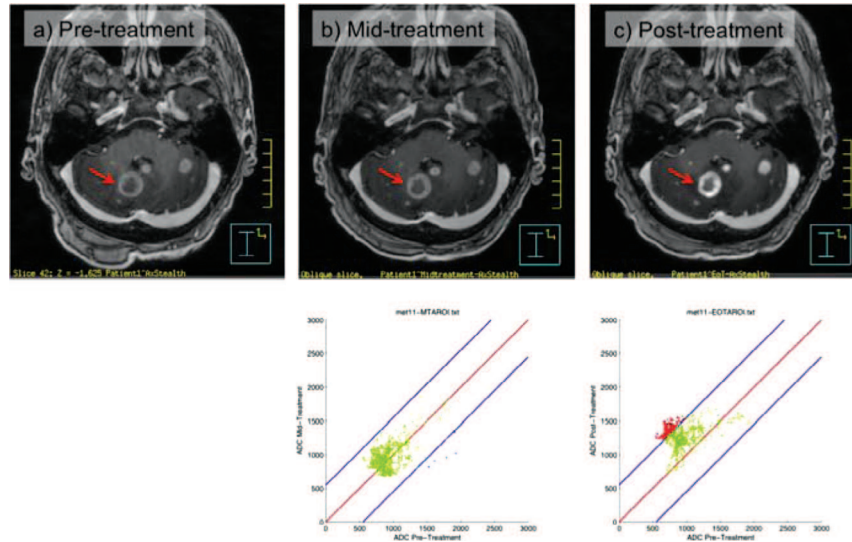 a) Pre-treatment
b) Mid-treatment
c) Post-treatment
Slice 42; Z = -1.625 Patient1^AxStealth
Oblique slice, Patient1^Midtreatment-AxStealth
Oblique slice, Patient1^EoT-AxStealth
met11-MTAROI.txt
3000
2500
2000
1500
1000
500
0
ADC Mid-Treatment
0 500 1000 1500 2000 2500 3000
ADC Pre-Treatment
met11-EOTAROI.txt
3000
2500
2000
1500
1000
500
0
ADC Post-Treatment
0 500 1000 1500 2000 2500 3000
ADC Pre-Treatment